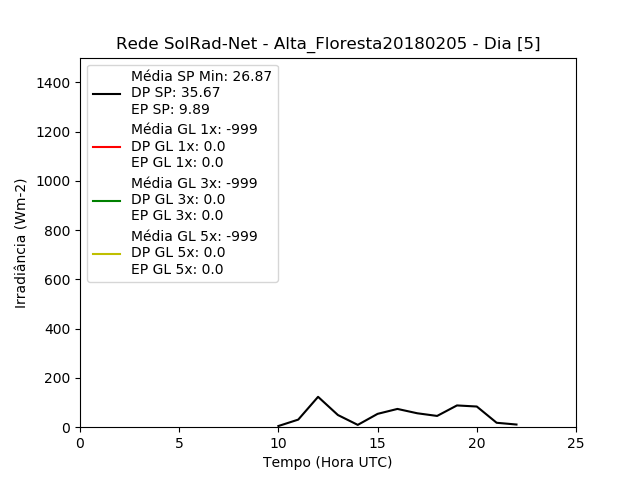 Rede SolRad-Net - Alta_Floresta20180205 - Dia [5]
Média SP Min: 26.87
DP SP: 35.67
EP SP: 9.89
Média GL 1x: -999
DP GL 1x: 0.0
EP GL 1x: 0.0
Média GL 3x: -999
DP GL 3x: 0.0
EP GL 3x: 0.0
Média GL 5x: -999
DP GL 5x: 0.0
EP GL 5x: 0.0
Irradiância (Wm-2)
1400
1200
1000
800
600
400
200
0
0 5 10 15 20 25
Tempo (Hora UTC)